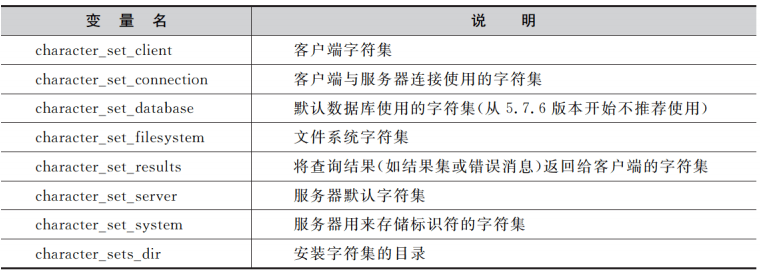 变 量 名 说 明
character_set_client 客户端字符集
character_set_connection 客户端与服务器连接使用的字符集
character_set_database 默认数据库使用的字符集(从 5.7.6 版本开始不推荐使用)
character_set_filesystem 文件系统字符集
character_set_results 将查询结果(如结果集或错误消息)返回给客户端的字符集
character_set_server 服务器默认字符集
character_set_system 服务器用来存储标识符的字符集
character_sets_dir 安装字符集的目录